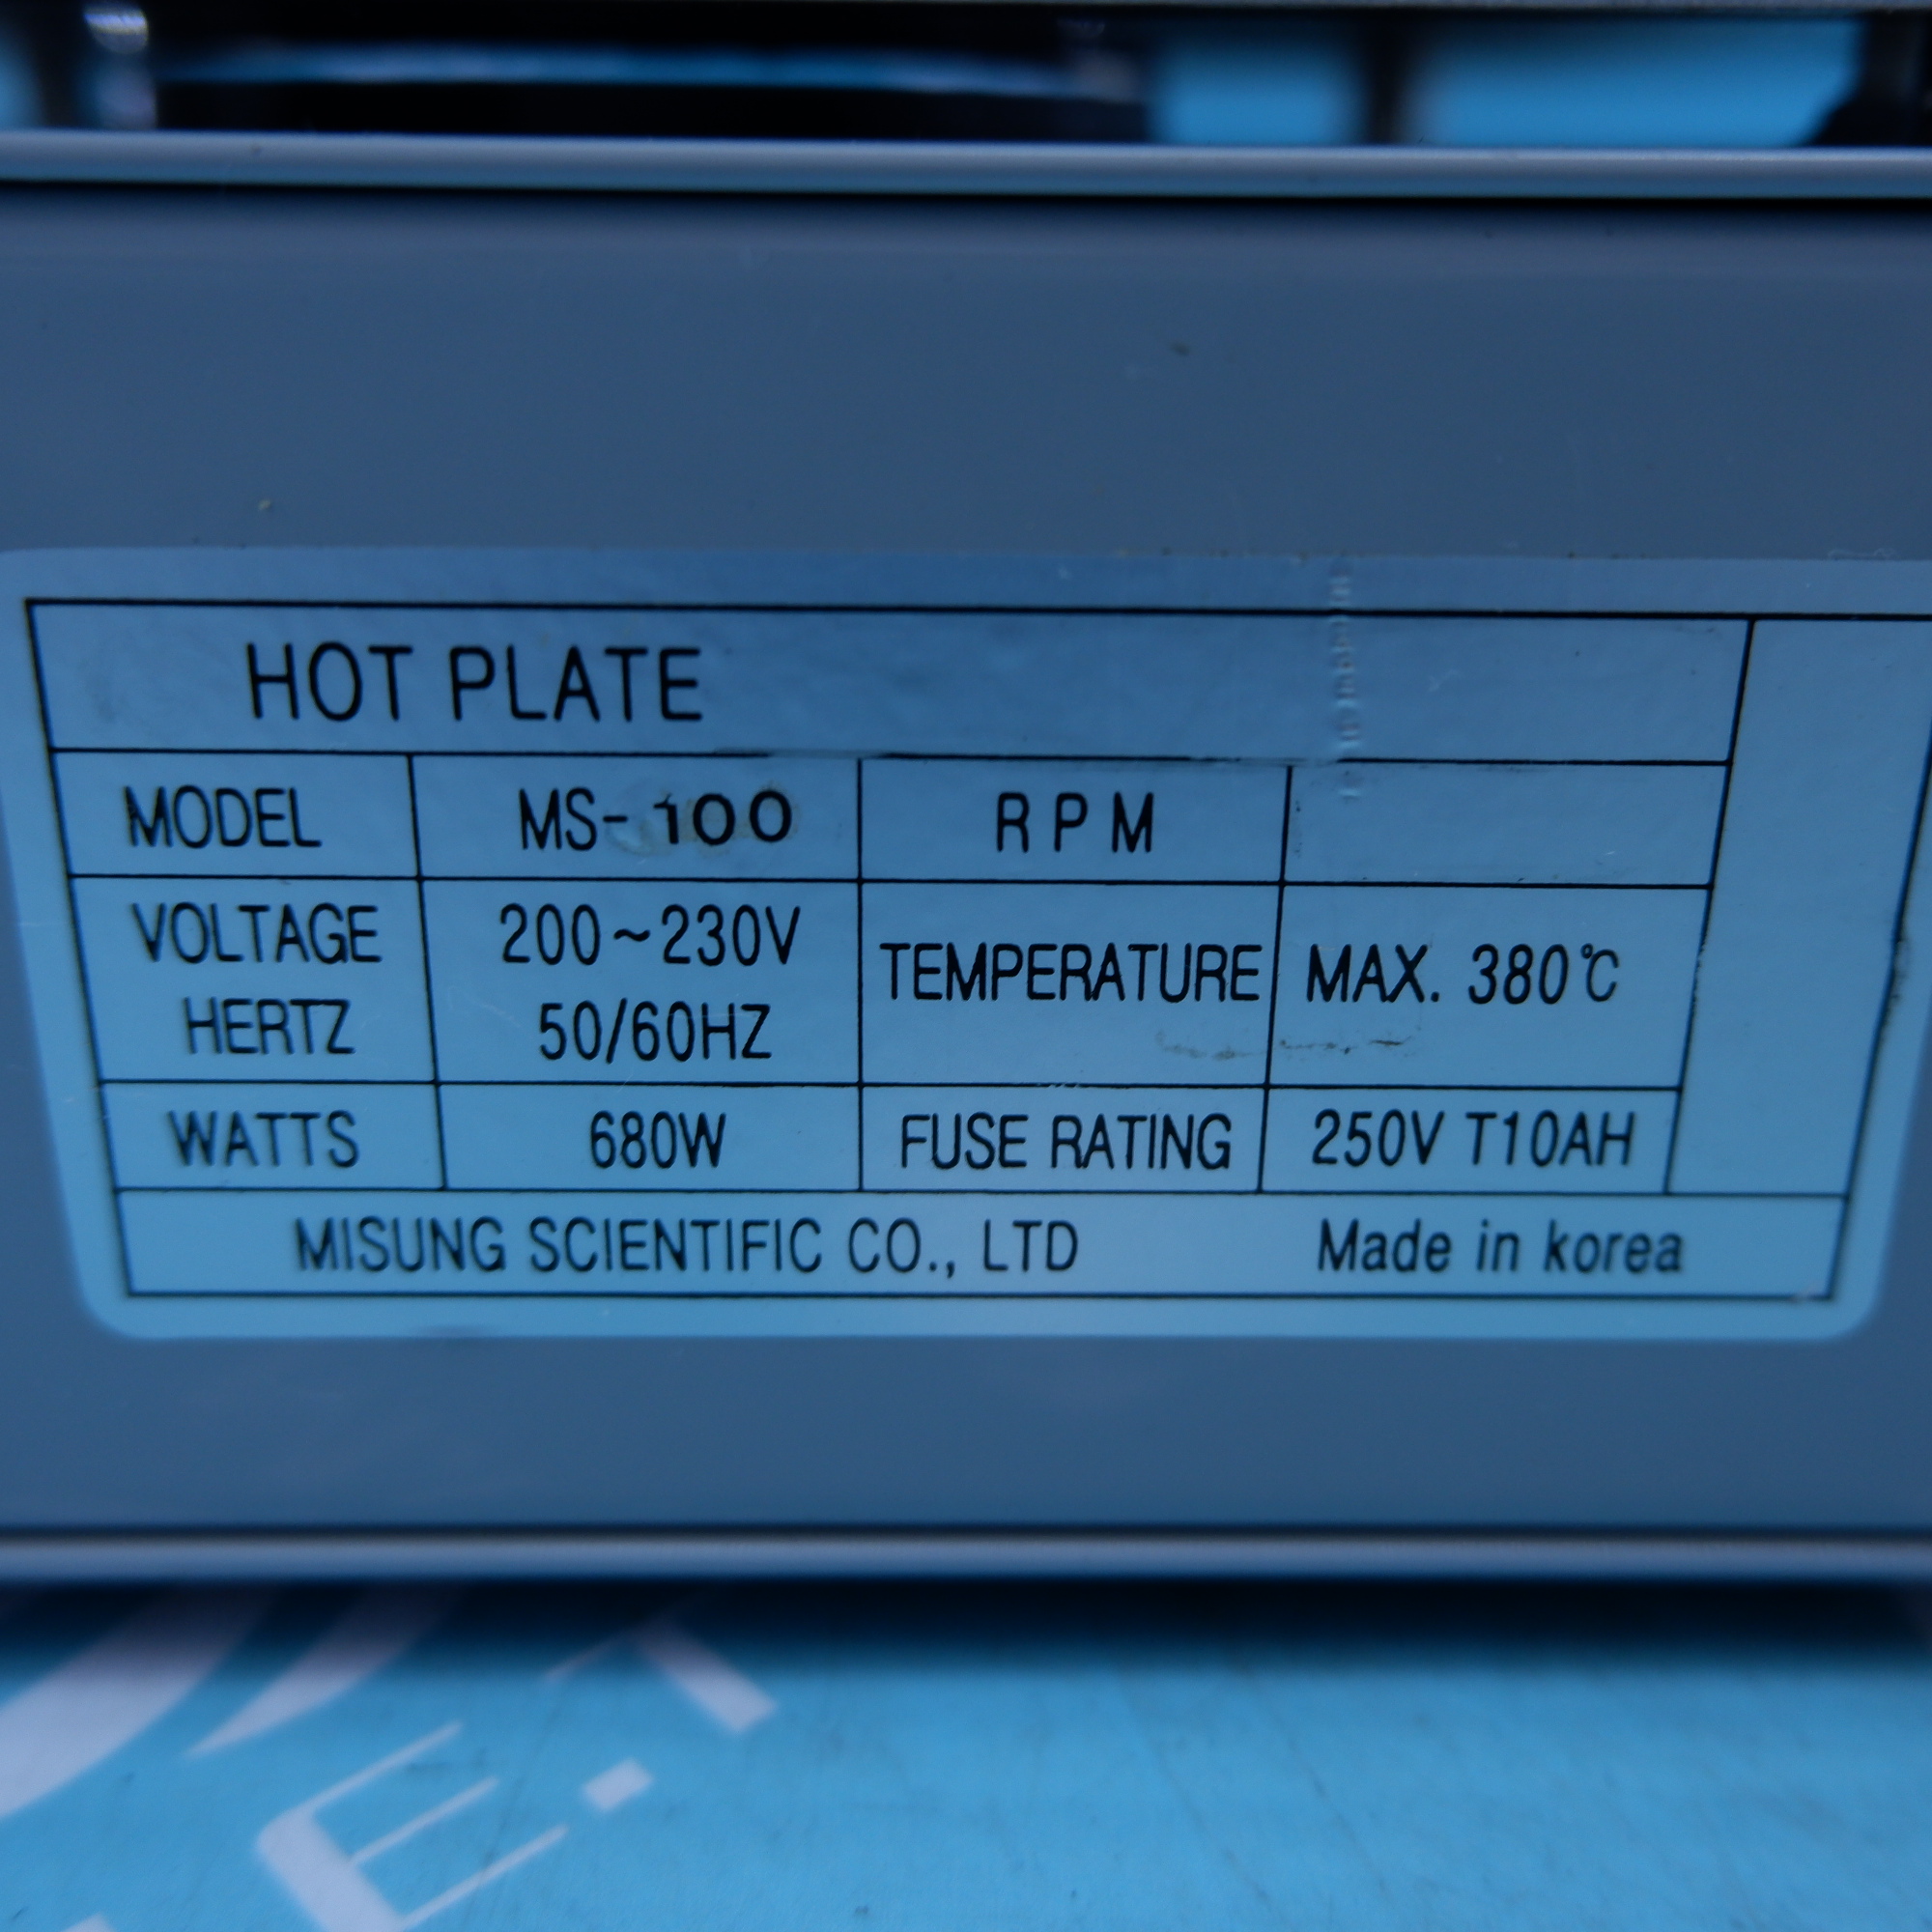 HOT PLATE
MODEL MS-100 RPM
VOLTAGE 200~230V
HERTZ 50/60HZ
TEMPERATURE MAX. 380℃
WATTS 680W FUSE RATING 250V T10AH
MISUNG SCIENTIFIC CO., LTD Made in korea